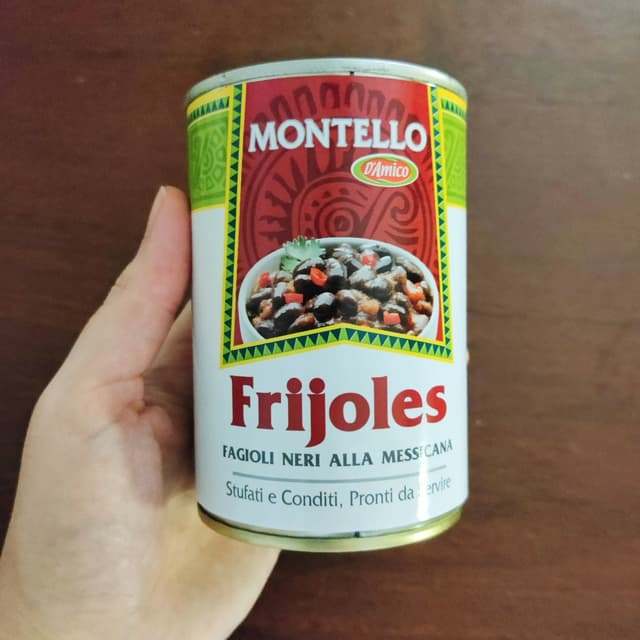 MONTELLO
D'Amico
Frijoles
FAGIOLI NERI ALLA MESSICANA
Stufati e Conditi, Pronti da Servire